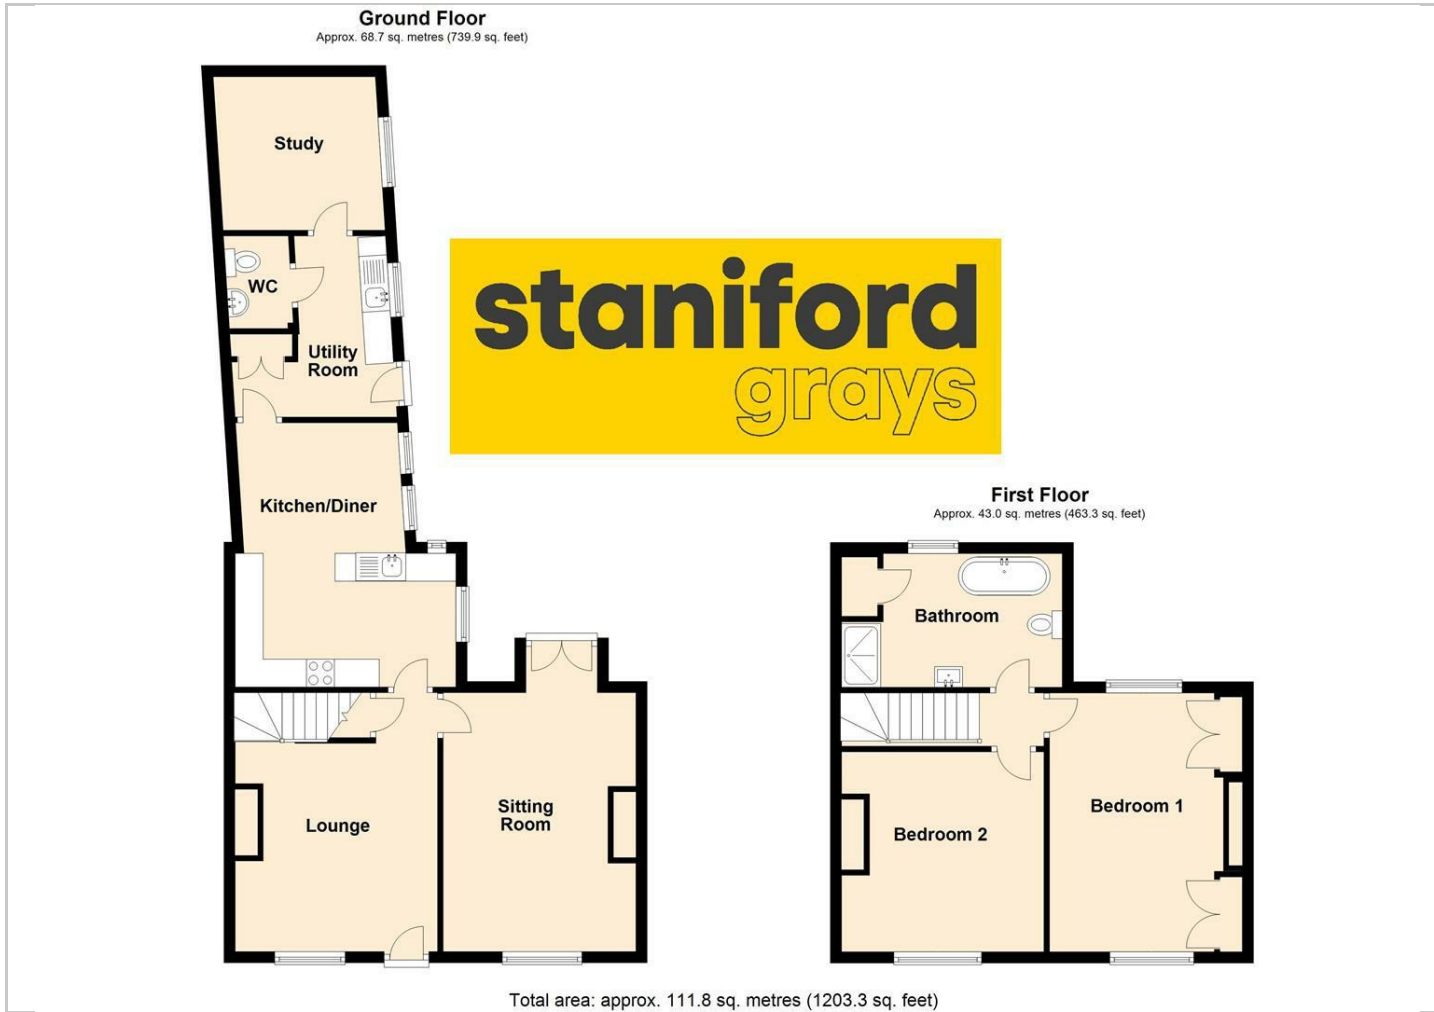 Ground Floor
Approx. 68.7 sq. metres (739.9 sq. feet)
Study
WC
Utility
Room
Kitchen/Diner
Lounge
Sitting
Room
staniford
grays
First Floor
Approx. 43.0 sq. metres (463.3 sq. feet)
Bathroom
Bedroom 2
Bedroom 1
Total area: approx. 111.8 sq. metres (1203.3 sq. feet)